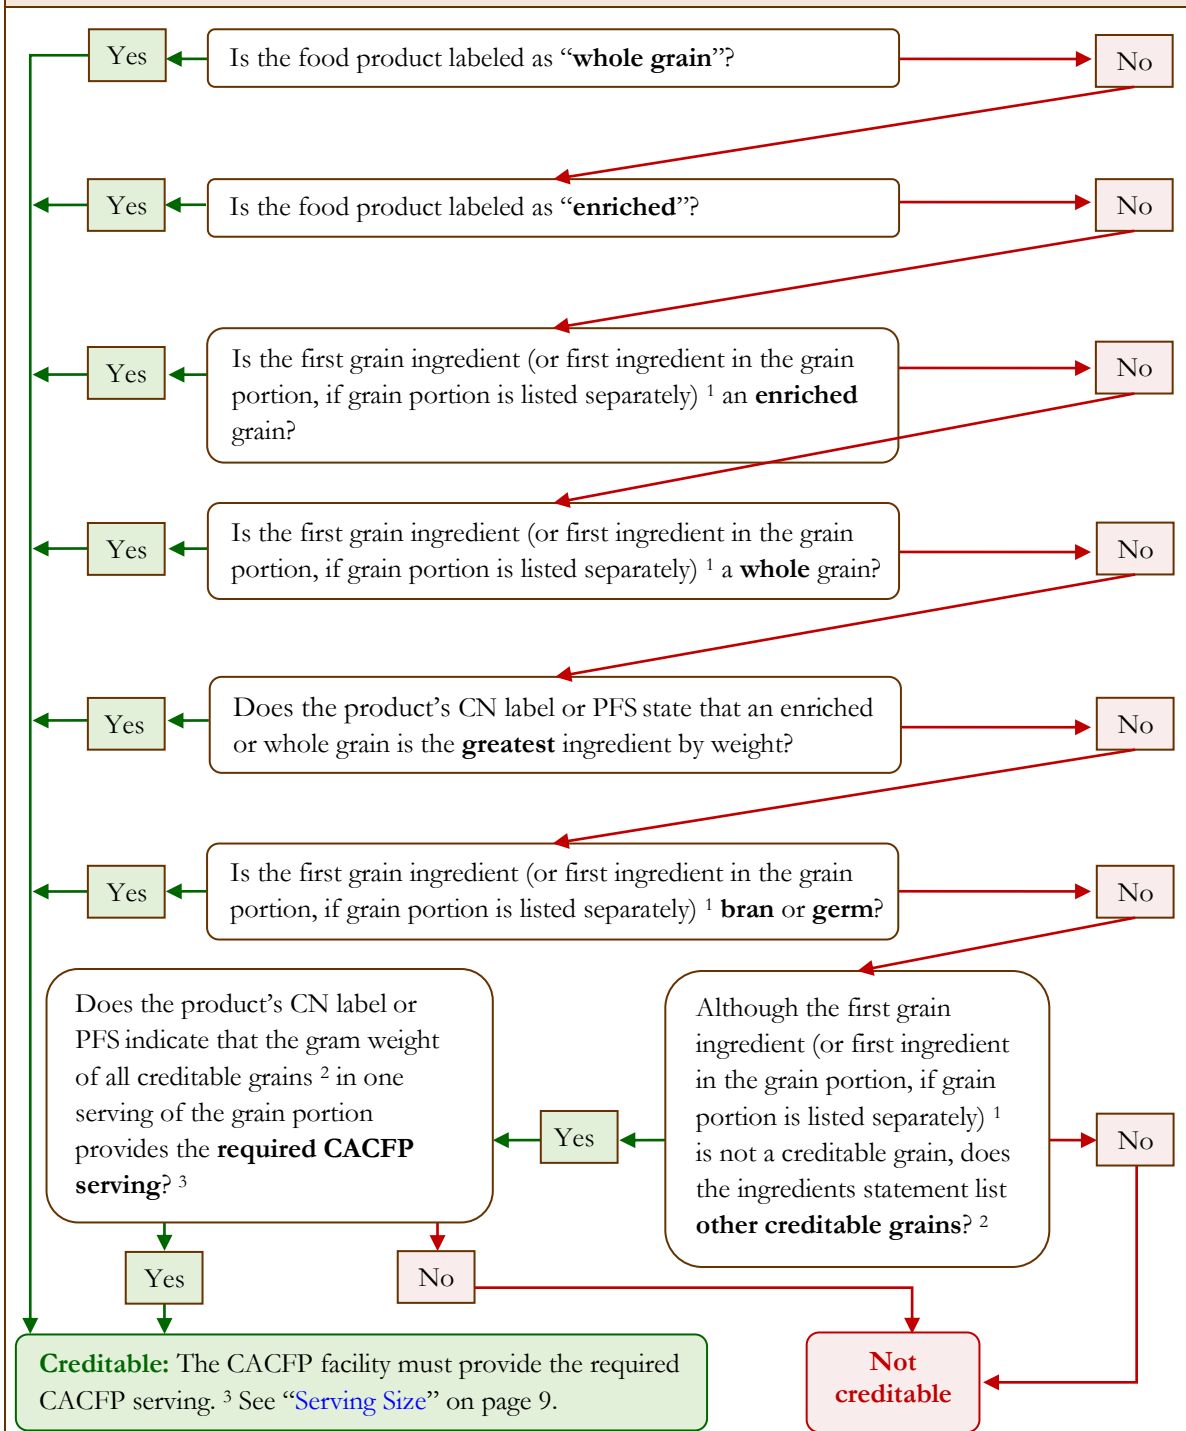 Yes
Is the food product labeled as “whole grain”?
No
Yes
Is the food product labeled as “enriched”?
No
Yes
Is the first grain ingredient (or first ingredient in the grain
portion, if grain portion is listed separately) 1 an enriched
grain?
No
Yes
Is the first grain ingredient (or first ingredient in the grain
portion, if grain portion is listed separately) 1 a whole grain?
No
Yes
Does the product’s CN label or PFS state that an enriched
or whole grain is the greatest ingredient by weight?
No
Yes
Is the first grain ingredient (or first ingredient in the grain
portion, if grain portion is listed separately) 1 bran or germ?
No
Although the first grain
ingredient (or first ingredient
in the grain portion, if grain
portion is listed separately) 1
is not a creditable grain, does
the ingredients statement list
other creditable grains? 2
Yes
No
Does the product’s CN label or
PFS indicate that the gram weight
of all creditable grains 2 in one
serving of the grain portion
provides the required CACFP
serving? 3
Yes
No
Creditable: The CACFP facility must provide the required
CACFP serving. 3 See “Serving Size” on page 9.
Not
creditable